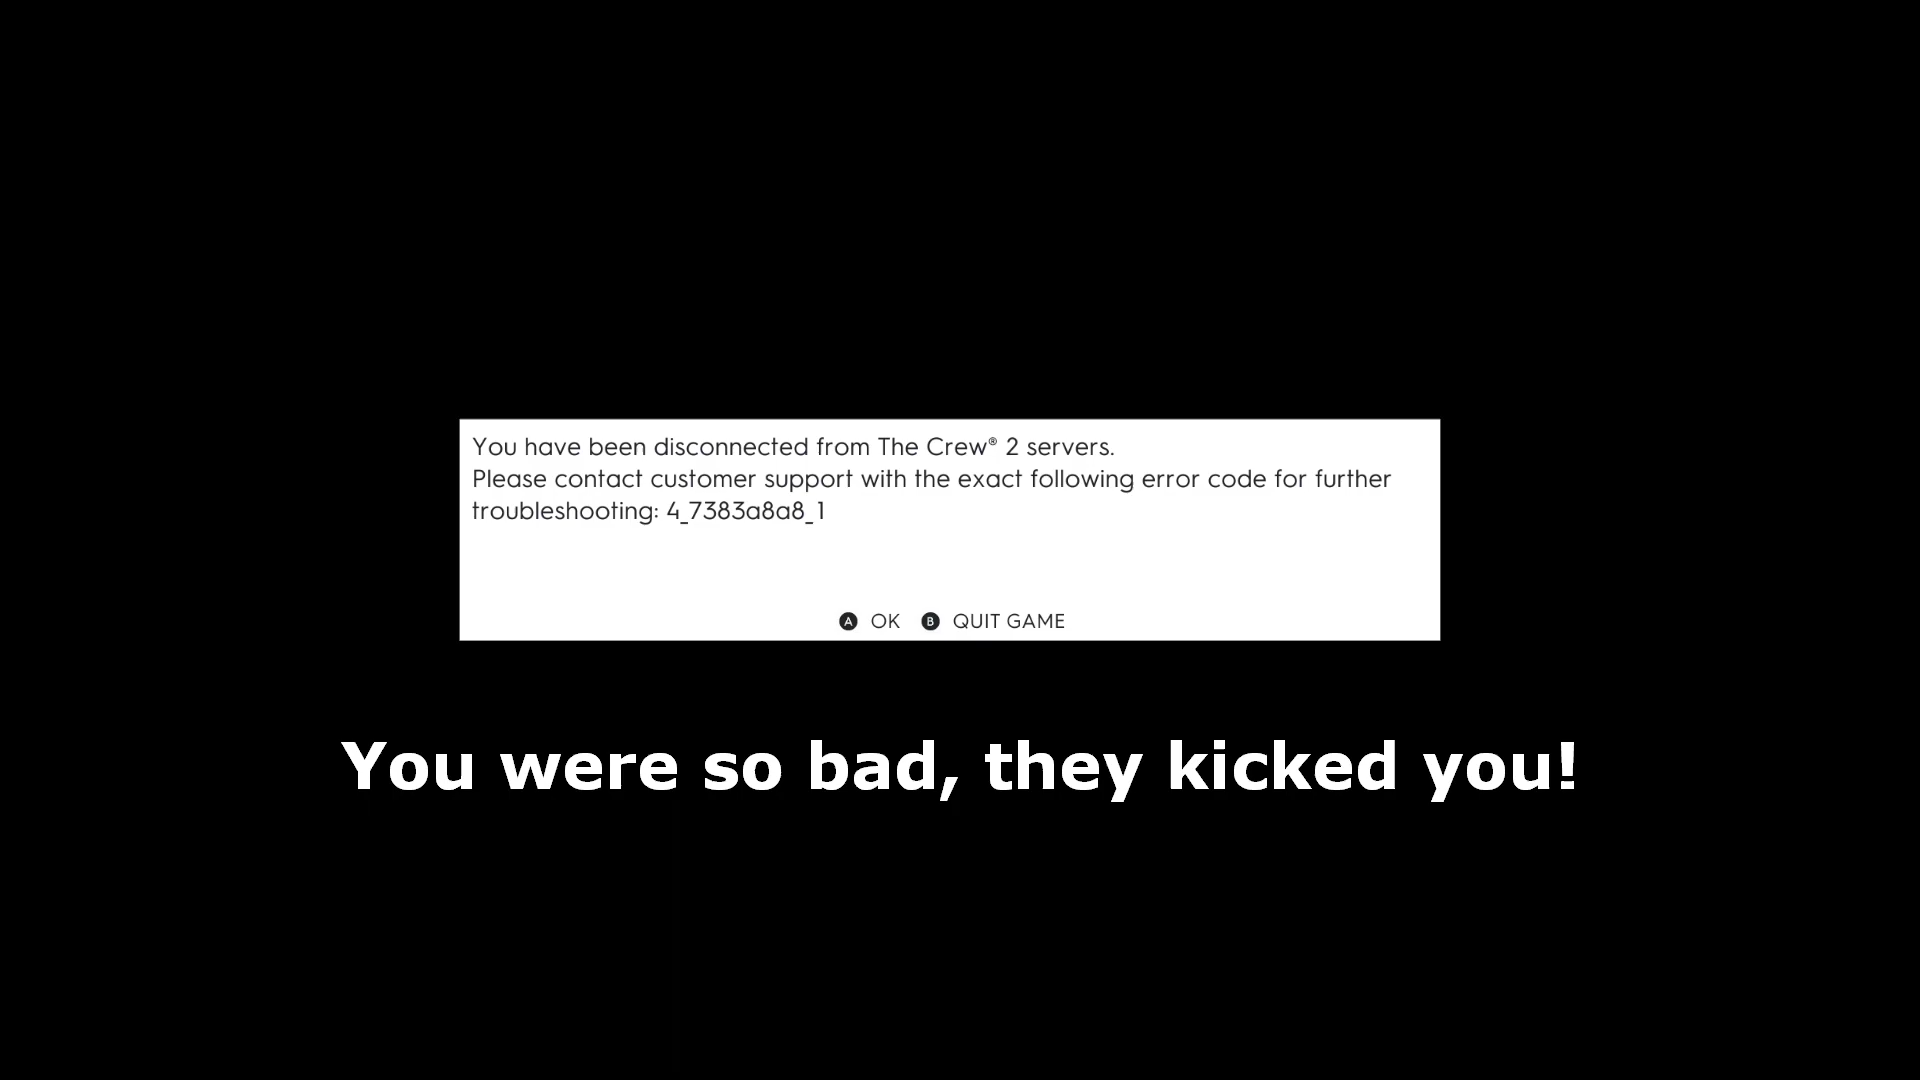 You have been disconnected from The Crew® 2 servers.
Please contact customer support with the exact following error code for further
troubleshooting: 4_7383a8a8_1
A OK B QUIT GAME
You were so bad, they kicked you!